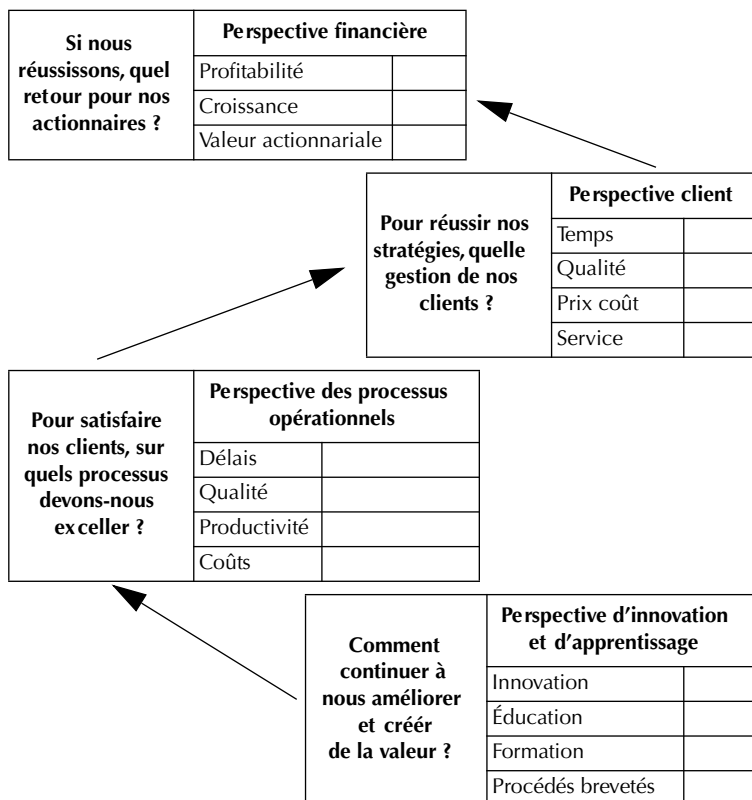 Si nous
réussissons, quel
retour pour nos
actionnaires ?
Perspective financière
Profitabilité
Croissance
Valeur actionnariale
Pour réussir nos
stratégies, quelle
gestion de nos
clients ?
Perspective client
Temps
Qualité
Prix coût
Service
Pour satisfaire
nos clients, sur
quels processus
devons-nous
exceller ?
Perspective des processus
opérationnels
Délais
Qualité
Productivité
Coûts
Comment
continuer à
nous améliorer
et créér
de la valeur ?
Perspective d’innovation
et d’apprentissage
Innovation
Éducation
Formation
Procédés brevetés